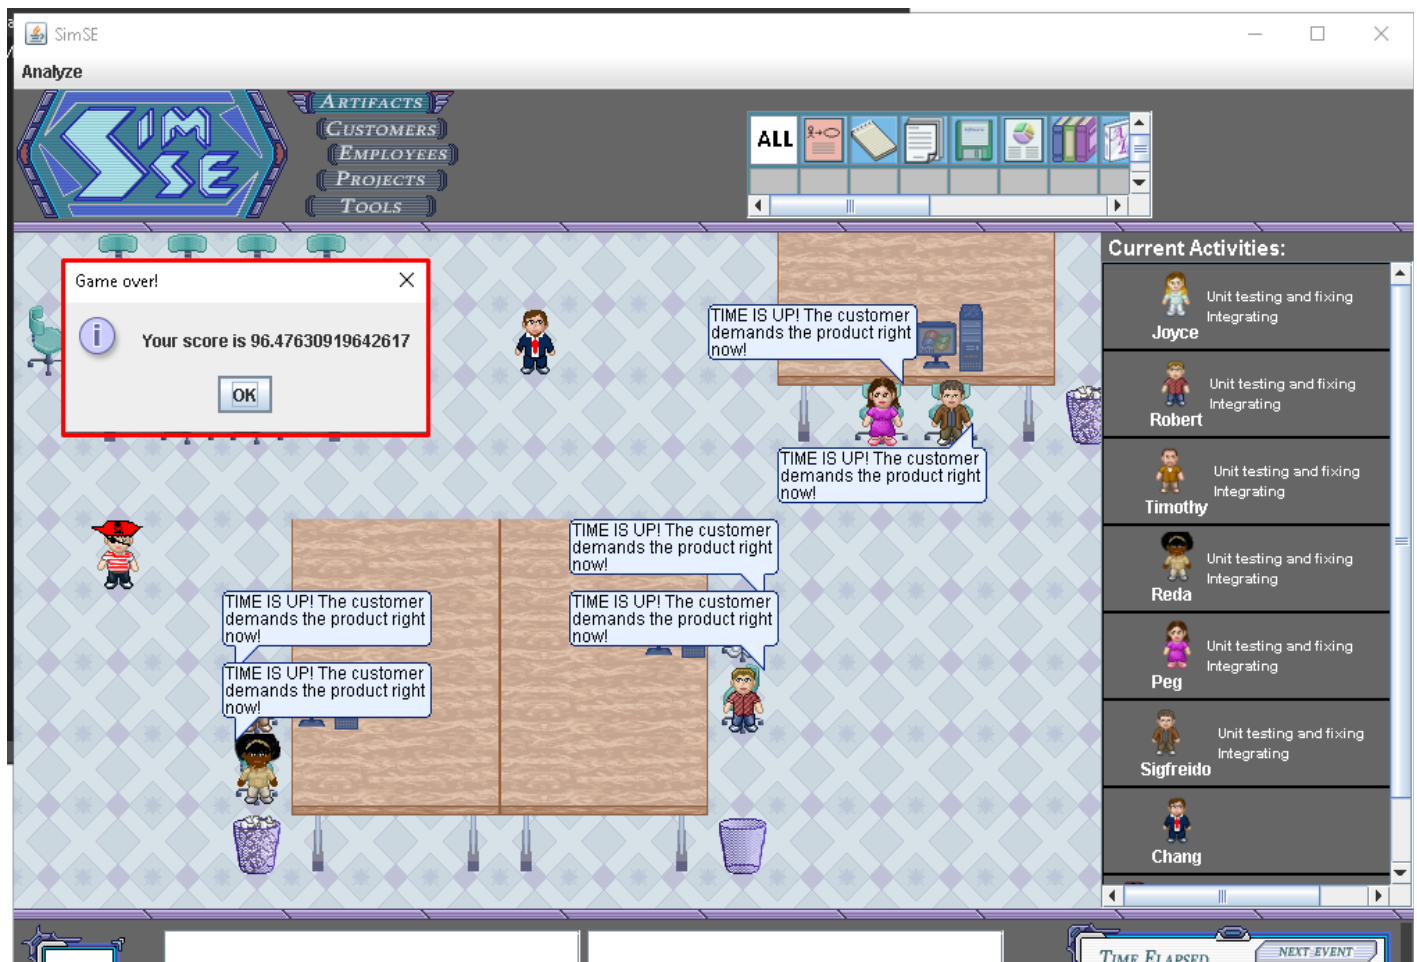 SimSE
Analyze
SIMSE
ARTIFACTS
CUSTOMERS
EMPLOYEES
PROJECTS
TOOLS
ALL
Game over!
Your score is 96.47630919642617
OK
TIME IS UP! The customer
demands the product right
now!
TIME IS UP! The customer
demands the product right
now!
TIME IS UP! The customer
demands the product right
now!
TIME IS UP! The customer
demands the product right
now!
TIME IS UP! The customer
demands the product right
now!
TIME IS UP! The customer
demands the product right
now!
Current Activities:
Unit testing and fixing
Integrating
Joyce
Unit testing and fixing
Integrating
Robert
Unit testing and fixing
Integrating
Timothy
Unit testing and fixing
Integrating
Reda
Unit testing and fixing
Integrating
Peg
Unit testing and fixing
Integrating
Sigfreido
Chang
TIME ELAPSED
NEXT EVENT